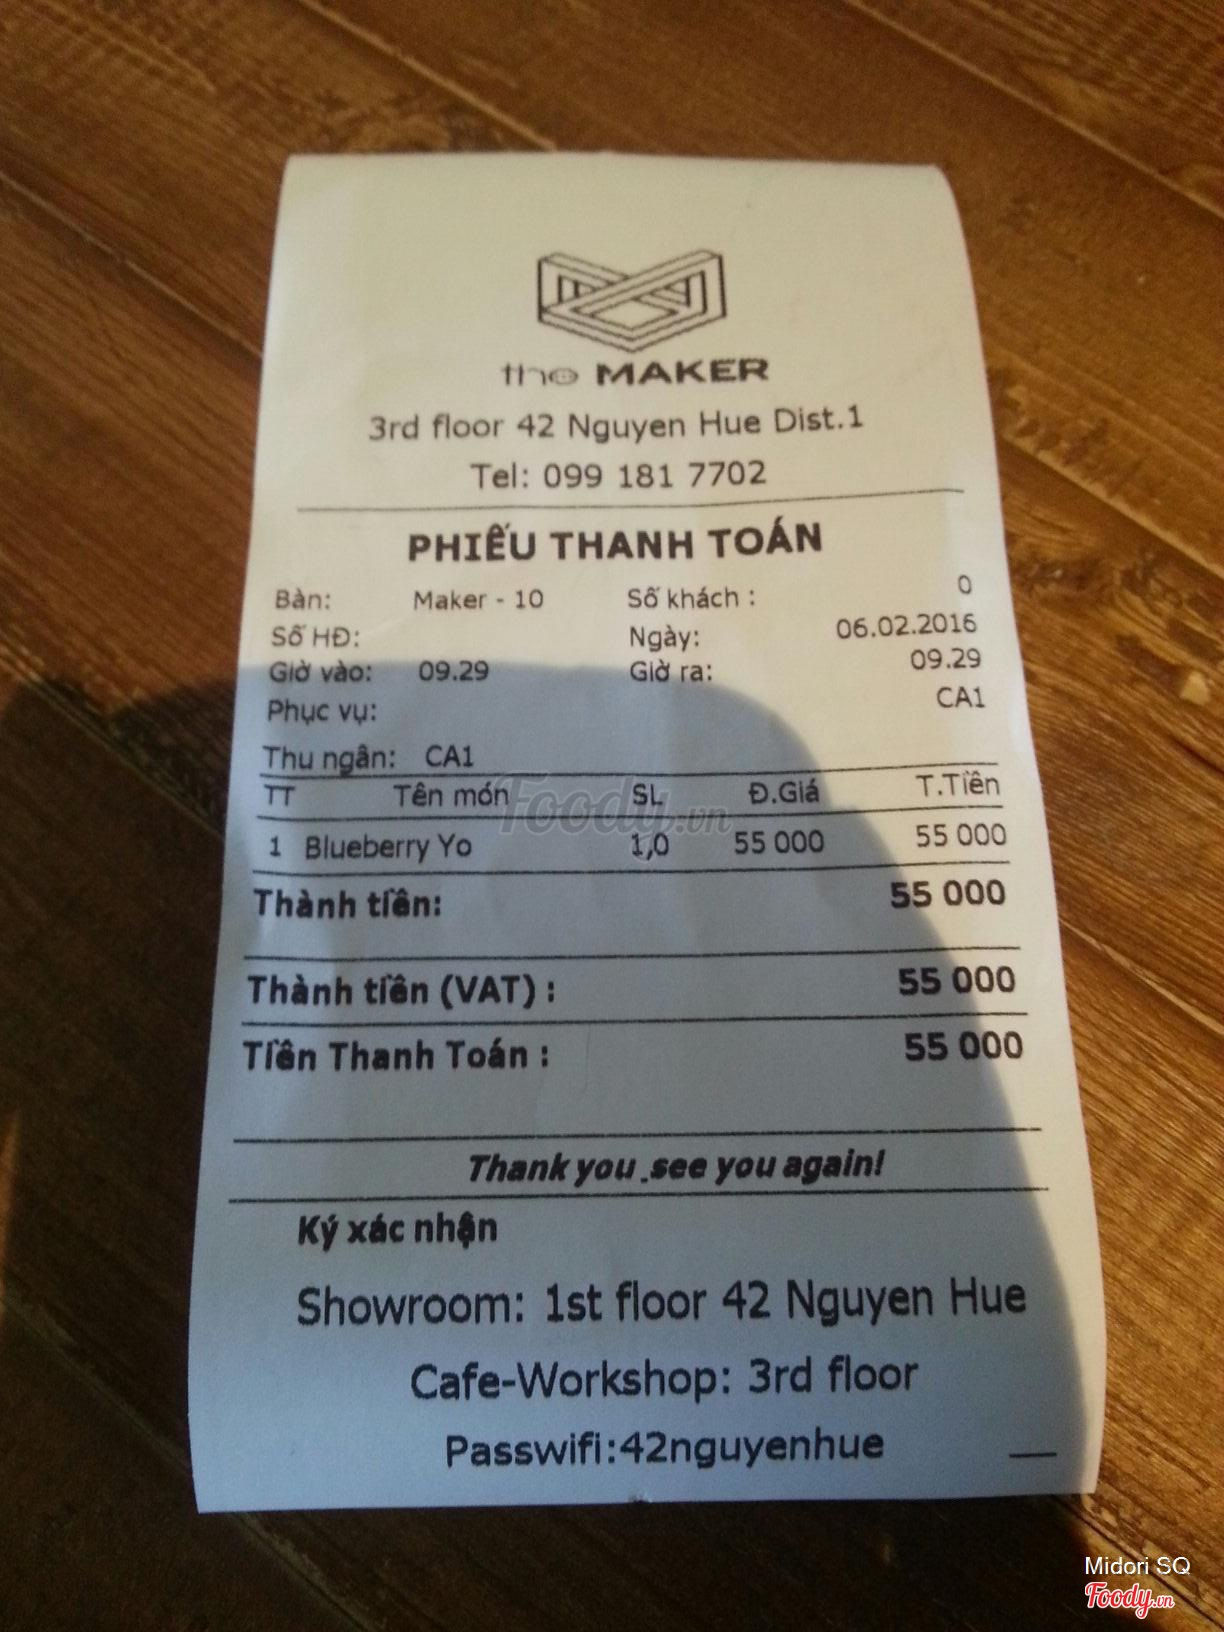 the MAKER
3rd floor 42 Nguyen Hue Dist.1
Tel: 099 181 7702
PHIẾU THANH TOÁN
Bàn: Maker - 10 Số khách : 0
Số HĐ: Ngày: 06.02.2016
Giờ vào: 09.29 Giờ ra: 09.29
Phục vụ: CA1
Thu ngân: CA1
TT Tên món SL Đ.Giá T.Tiền
1 Blueberry Yo 1,0 55 000 55 000
Thành tiền: 55 000
Thành tiền (VAT) : 55 000
Tiền Thanh Toán : 55 000
Thank you .see you again!
Ký xác nhận
Showroom: 1st floor 42 Nguyen Hue
Cafe-Workshop: 3rd floor
Passwifi:42nguyenhue
Foody.vn
Midori SQ
Foody.vn